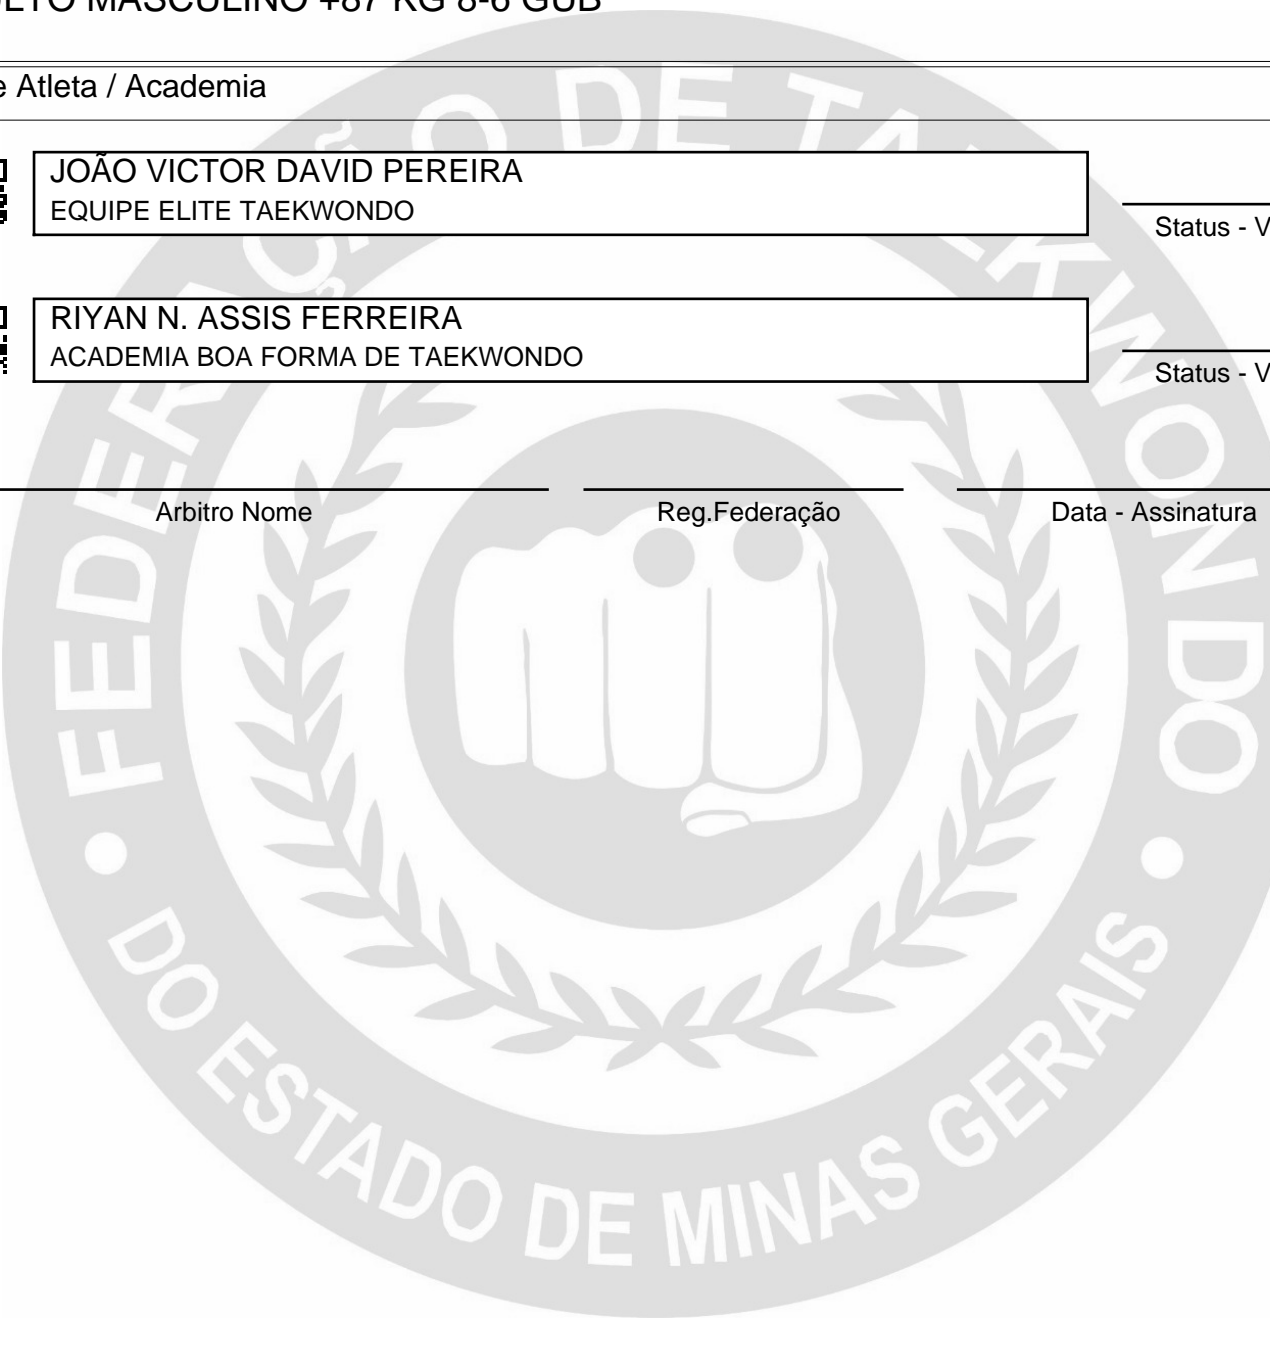 LTO MASCULINO +87 KG 8-6 GUB
e Atleta / Academia
JOÃO VICTOR DAVID PEREIRA
EQUIPE ELITE TAEKWONDO
Status - V
RIYAN N. ASSIS FERREIRA
ACADEMIA BOA FORMA DE TAEKWONDO
Status - V
Arbitro Nome
Reg.Federação
Data - Assinatura
FEDERAÇÃO DE TAEKWONDO
DO ESTADO DE MINAS GERAIS